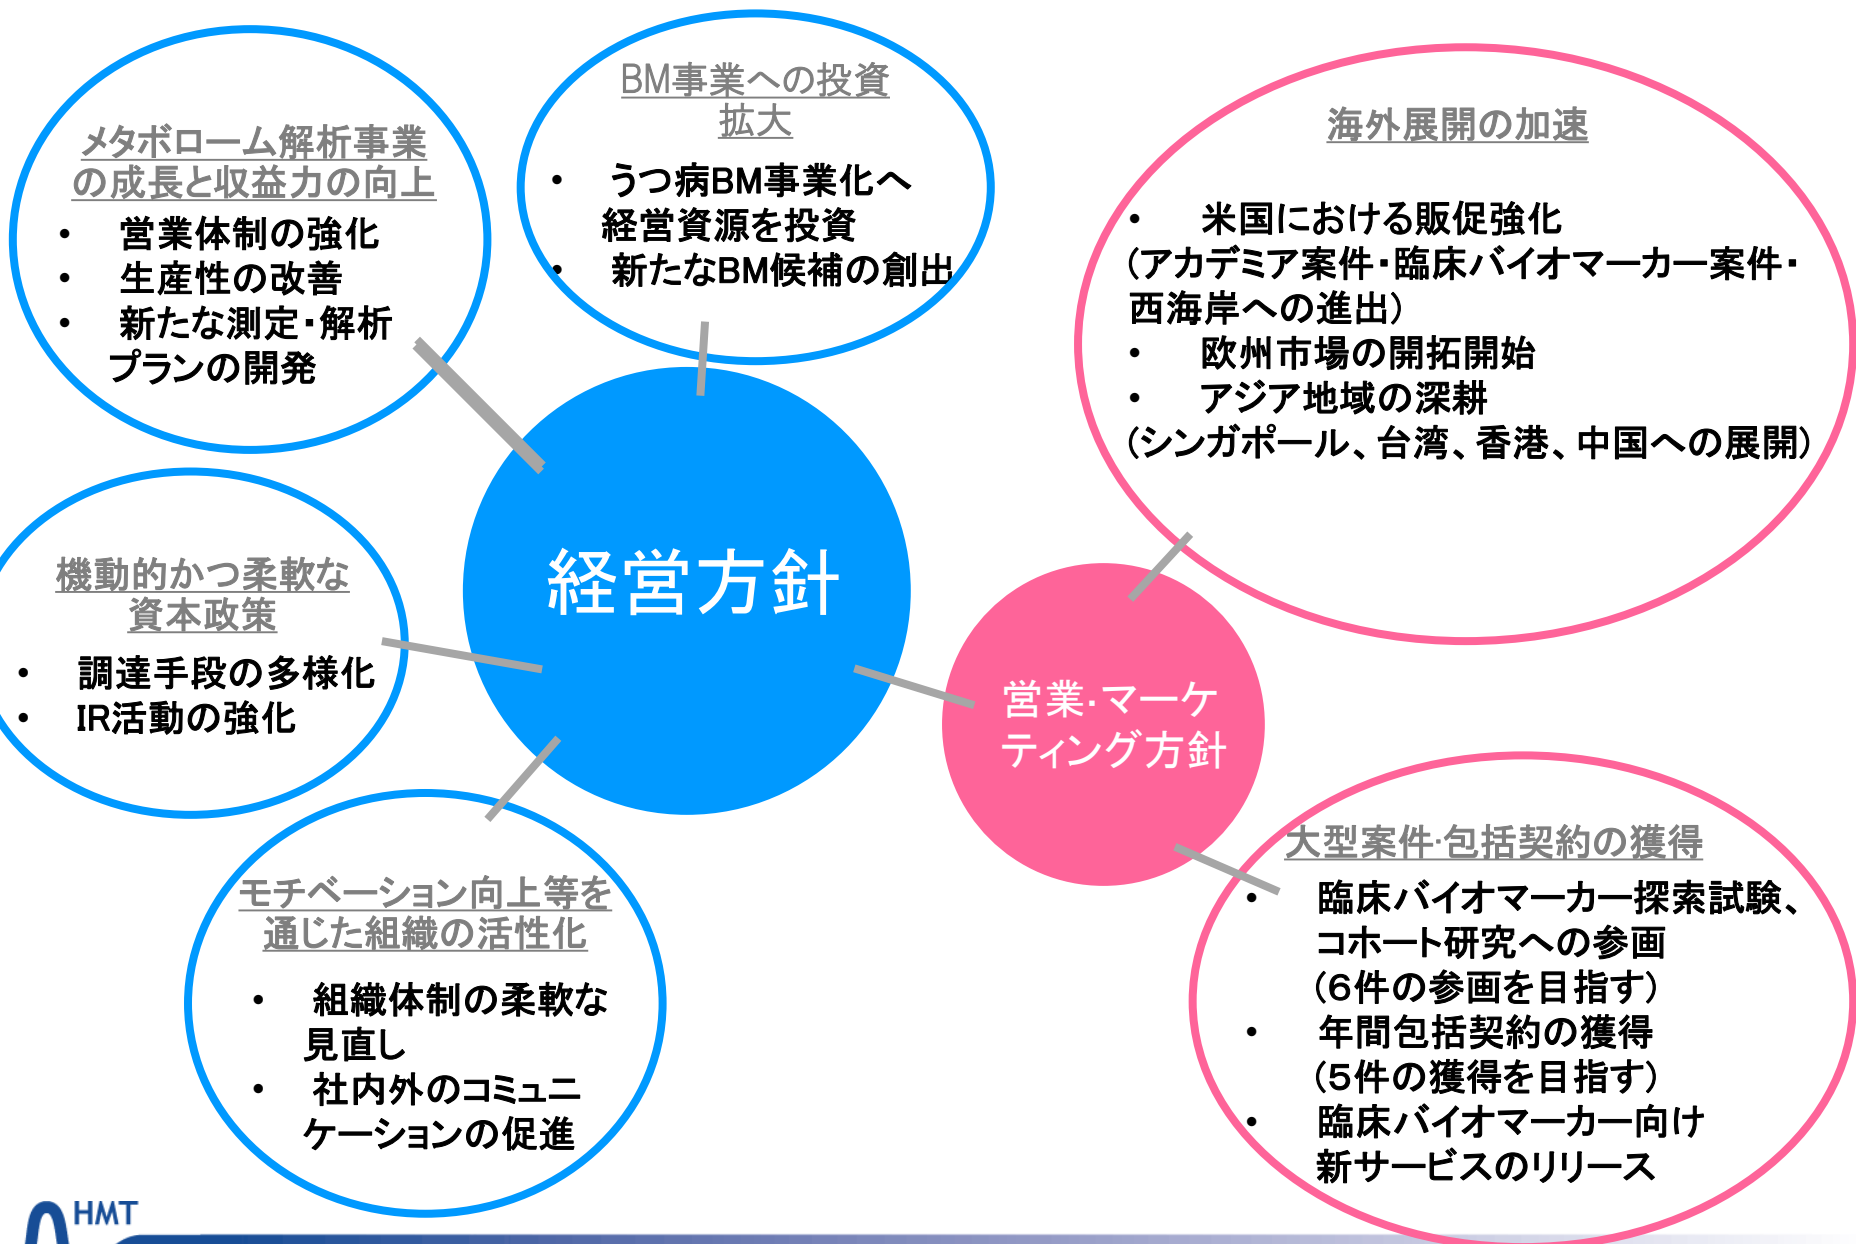 メタボローム解析事業
の成長と収益力の向上
• 営業体制の強化
• 生産性の改善
• 新たな測定・解析
プランの開発
BM事業への投資
拡大
• うつ病BM事業化へ
経営資源を投資
• 新たなBM候補の創出
海外展開の加速
• 米国における販促強化
(アカデミア案件・臨床バイオマーカー案件・
西海岸への進出)
• 欧州市場の開拓開始
• アジア地域の深耕
(シンガポール、台湾、香港、中国への展開)
機動的かつ柔軟な
資本政策
• 調達手段の多様化
• IR活動の強化
経営方針
営業・マーケ
ティング方針
モチベーション向上等を
通じた組織の活性化
• 組織体制の柔軟な
見直し
• 社内外のコミュニ
ケーションの促進
大型案件・包括契約の獲得
• 臨床バイオマーカー探索試験、
コホート研究への参画
(6件の参画を目指す)
• 年間包括契約の獲得
(5件の獲得を目指す)
• 臨床バイオマーカー向け
新サービスのリリース
HMT